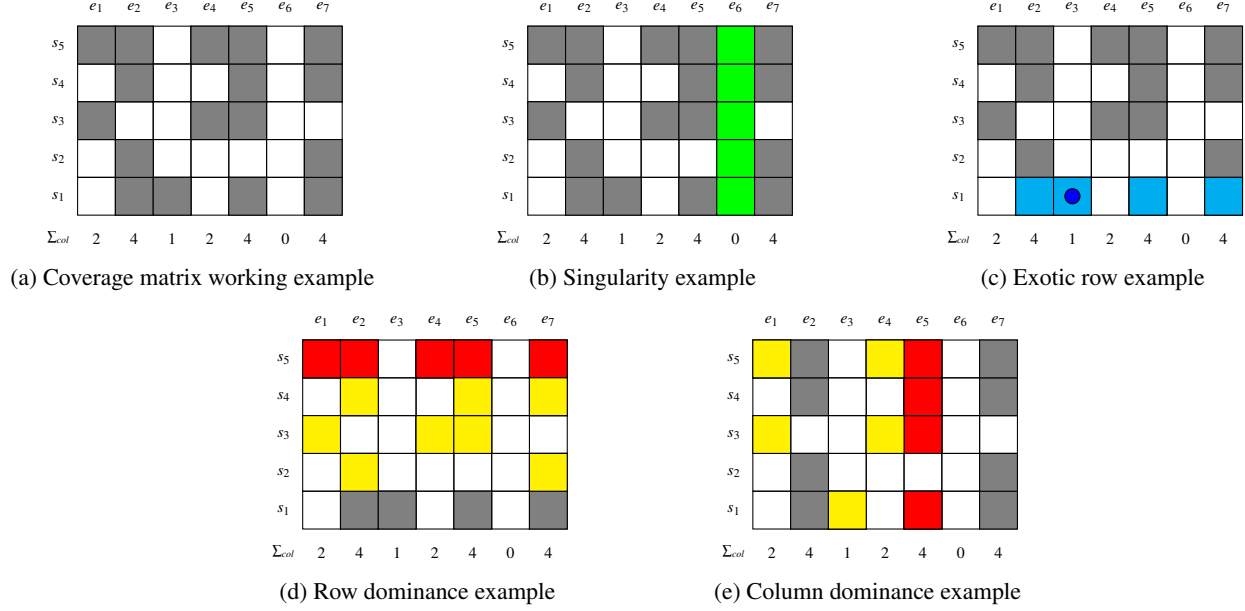 e1 e2 e3 e4 e5 e6 e7
s5
s4
s3
s2
s1
Σcol 2 4 1 2 4 0 4
(a) Coverage matrix working example
e1 e2 e3 e4 e5 e6 e7
s5
s4
s3
s2
s1
Σcol 2 4 1 2 4 0 4
(b) Singularity example
e1 e2 e3 e4 e5 e6 e7
s5
s4
s3
s2
s1
Σcol 2 4 1 2 4 0 4
(c) Exotic row example
e1 e2 e3 e4 e5 e6 e7
s5
s4
s3
s2
s1
Σcol 2 4 1 2 4 0 4
(d) Row dominance example
e1 e2 e3 e4 e5 e6 e7
s5
s4
s3
s2
s1
Σcol 2 4 1 2 4 0 4
(e) Column dominance example